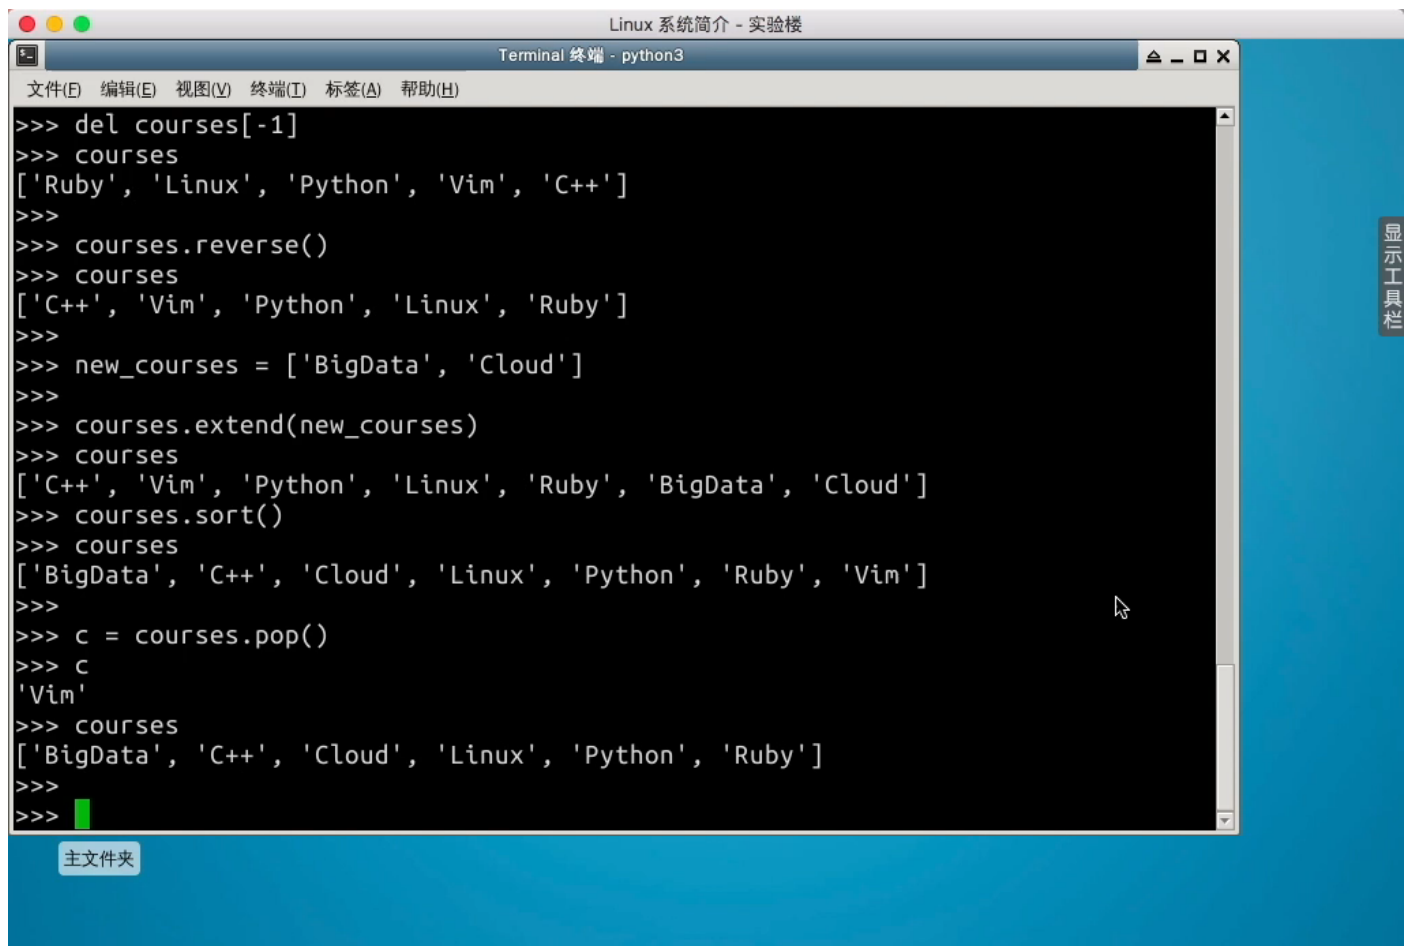 Linux 系统简介 - 实验楼
Terminal 终端 - python3
文件(F) 编辑(E) 视图(V) 终端(T) 标签(A) 帮助(H)
>>> del courses[-1]
>>> courses
['Ruby', 'Linux', 'Python', 'Vim', 'C++']
>>>
>>> courses.reverse()
>>> courses
['C++', 'Vim', 'Python', 'Linux', 'Ruby']
>>>
>>> new_courses = ['BigData', 'Cloud']
>>>
>>> courses.extend(new_courses)
>>> courses
['C++', 'Vim', 'Python', 'Linux', 'Ruby', 'BigData', 'Cloud']
>>> courses.sort()
>>> courses
['BigData', 'C++', 'Cloud', 'Linux', 'Python', 'Ruby', 'Vim']
>>>
>>> c = courses.pop()
>>> c
'Vim'
>>> courses
['BigData', 'C++', 'Cloud', 'Linux', 'Python', 'Ruby']
>>>
>>>
主文件夹
显示工具栏